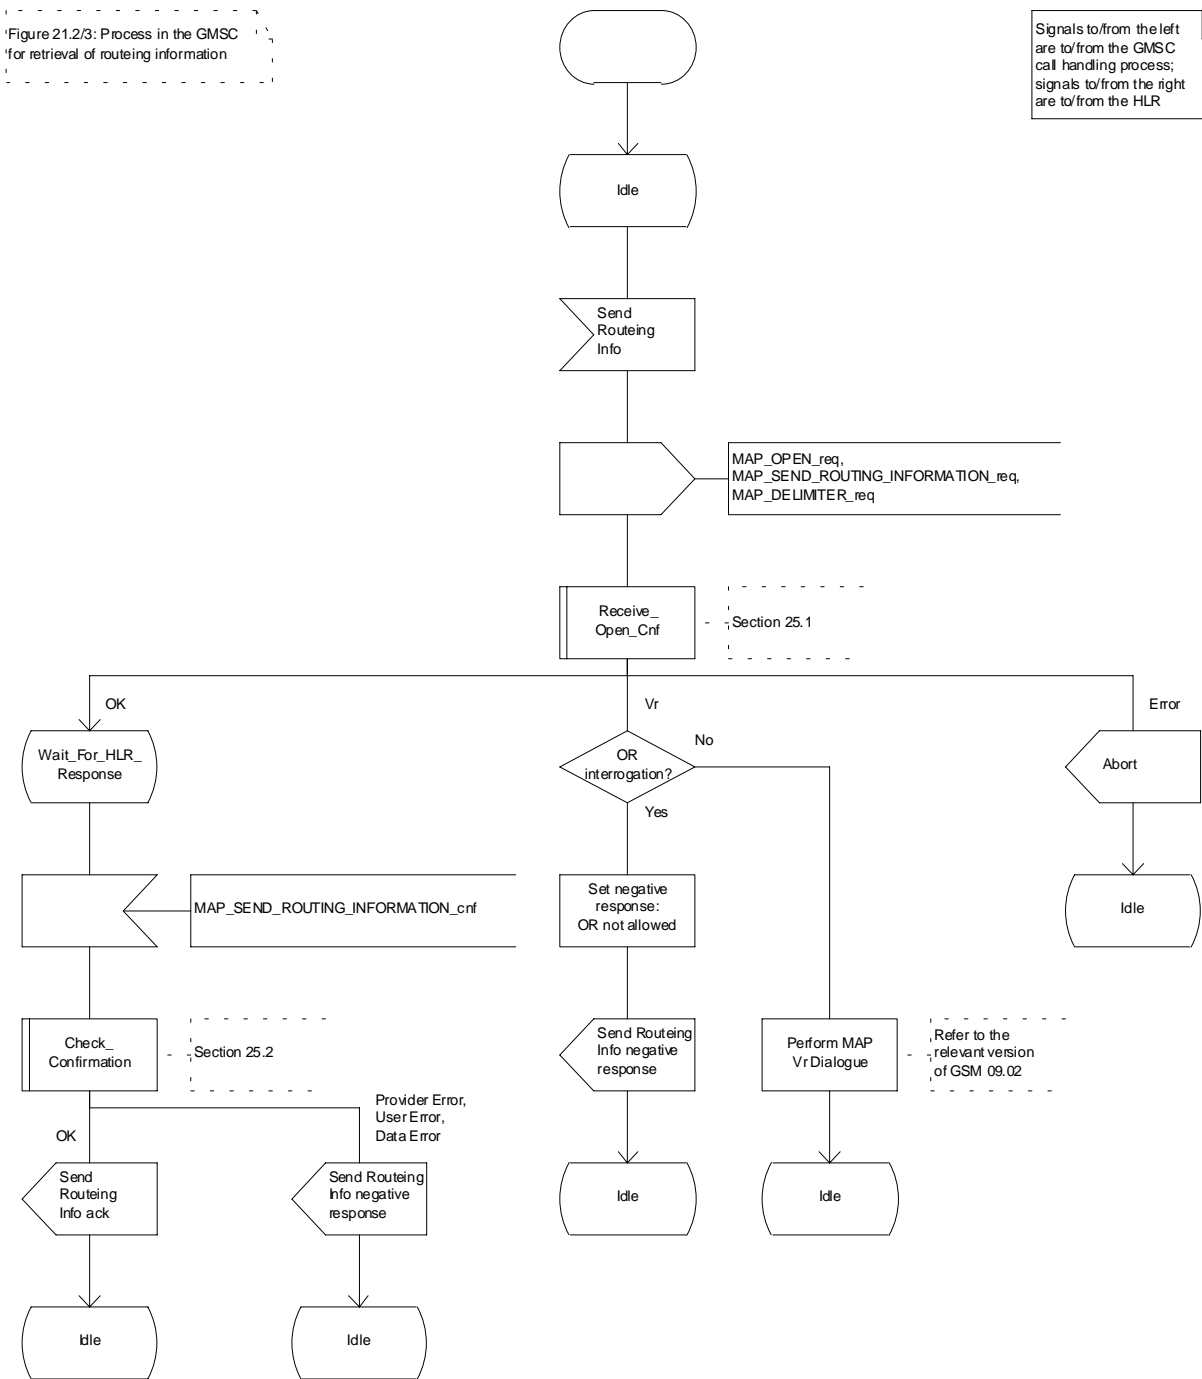 Figure 21.2/3: Process in the GMSC
for retrieval of routeing information
Signals to/from the left
are to/from the GMSC
call handling process;
signals to/from the right
are to/from the HLR
Idle
Send
Routeing
Info
MAP_OPEN_req,
MAP_SEND_ROUTING_INFORMATION_req,
MAP_DELIMITER_req
Receive_
Open_Cnf
Section 25.1
OK
Vr
Error
Wait_For_HLR_
Response
OR
interrogation?
No
Yes
Abort
MAP_SEND_ROUTING_INFORMATION_cnf
Set negative
response:
OR not allowed
Idle
Check_
Confirmation
Section 25.2
Send Routeing
Info negative
response
Perform MAP
Vr Dialogue
Refer to the
relevant version
of GSM 09.02
OK
Provider Error,
User Error,
Data Error
Send
Routeing
Info ack
Send Routeing
Info negative
response
Idle
Idle
Idle
Idle